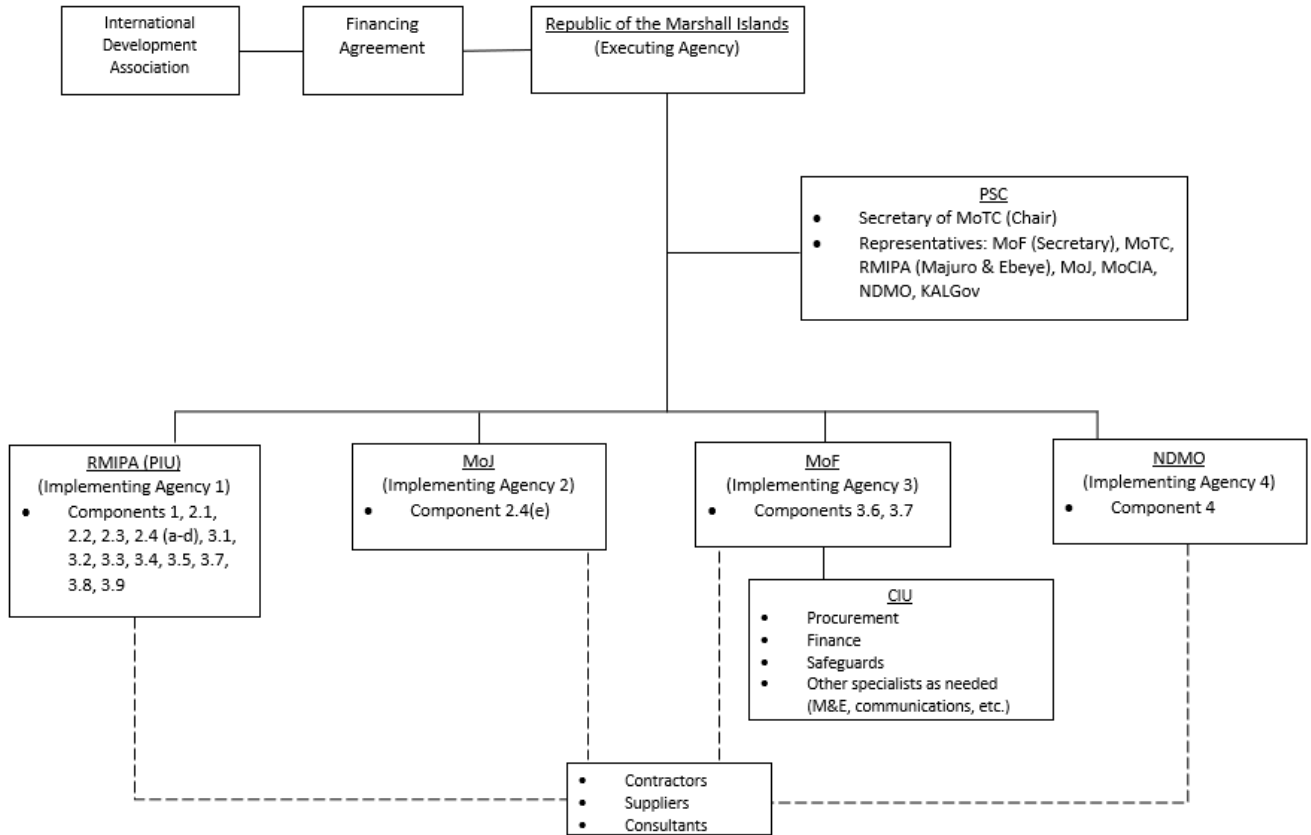 International
Development
Association
Financing
Agreement
Republic of the Marshall Islands
(Executing Agency)
PSC
• Secretary of MoTC (Chair)
• Representatives: MoF (Secretary), MoTC,
RMIPA (Majuro & Ebeye), MoJ, MoCIA,
NDMO, KALGov
RMIPA (PIU)
(Implementing Agency 1)
• Components 1, 2.1,
2.2, 2.3, 2.4 (a-d), 3.1,
3.2, 3.3, 3.4, 3.5, 3.7,
3.8, 3.9
MoJ
(Implementing Agency 2)
• Component 2.4(e)
MoF
(Implementing Agency 3)
• Components 3.6, 3.7
NDMO
(Implementing Agency 4)
• Component 4
CIU
• Procurement
• Finance
• Safeguards
• Other specialists as needed
(M&E, communications, etc.)
• Contractors
• Suppliers
• Consultants